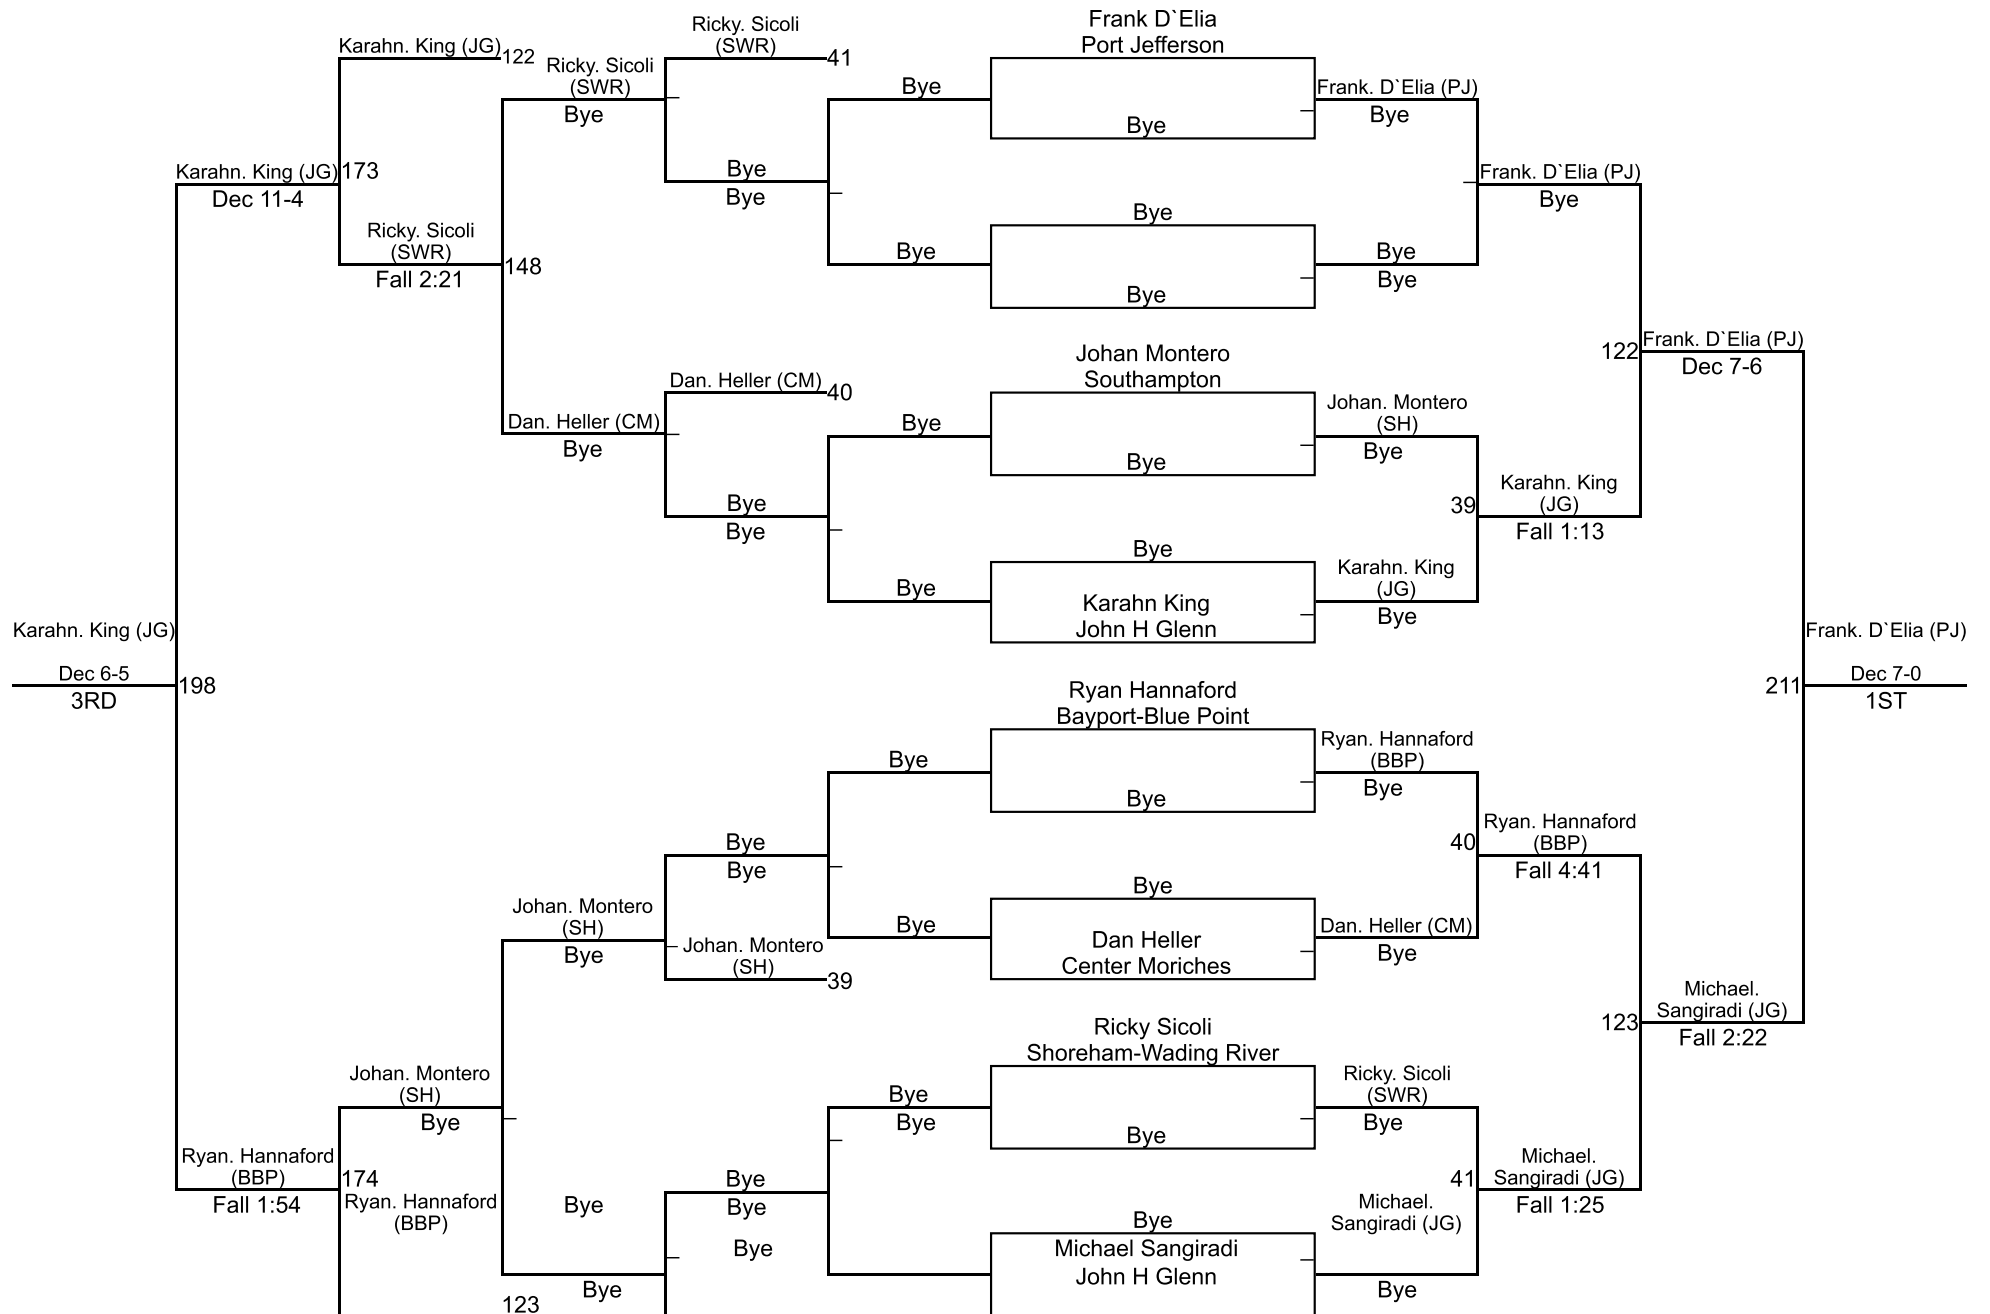 Frank D`Elia
Port Jefferson
Ricky. Sicoli
(SWR)
41
Karahn. King (JG)
122
Ricky. Sicoli
(SWR)
Bye
Bye
Frank. D`Elia (PJ)
Bye
Bye
Bye
Bye
Karahn. King (JG)
173
Dec 11-4
Frank. D`Elia (PJ)
Bye
Bye
Ricky. Sicoli
(SWR)
148
Fall 2:21
Bye
Bye
Bye
Bye
122
Frank. D`Elia (PJ)
Dec 7-6
Johan Montero
Southampton
Dan. Heller (CM)
40
Dan. Heller (CM)
Bye
Bye
Johan. Montero
(SH)
Bye
Bye
Bye
Bye
39
Karahn. King
(JG)
Fall 1:13
Bye
Bye
Karahn King
John H Glenn
Karahn. King
(JG)
Bye
Karahn. King (JG)
Dec 6-5
3RD
198
Frank. D`Elia (PJ)
211
Dec 7-0
1ST
Ryan Hannaford
Bayport-Blue Point
Bye
Bye
Ryan. Hannaford
(BBP)
Bye
Bye
Bye
40
Ryan. Hannaford
(BBP)
Fall 4:41
Johan. Montero
(SH)
Bye
Bye
Bye
Dan Heller
Center Moriches
Dan. Heller (CM)
Bye
Johan. Montero
(SH)
39
123
Michael.
Sangiradi (JG)
Fall 2:22
Ricky Sicoli
Shoreham-Wading River
Johan. Montero
(SH)
Bye
Bye
Bye
Bye
Ricky. Sicoli
(SWR)
Bye
Ryan. Hannaford
(BBP)
Fall 1:54
174
Ryan. Hannaford
(BBP)
Bye
Bye
Bye
Bye
41
Michael.
Sangiradi (JG)
Fall 1:25
Michael.
Sangiradi (JG)
Bye
Michael Sangiradi
John H Glenn
Bye
Bye
123